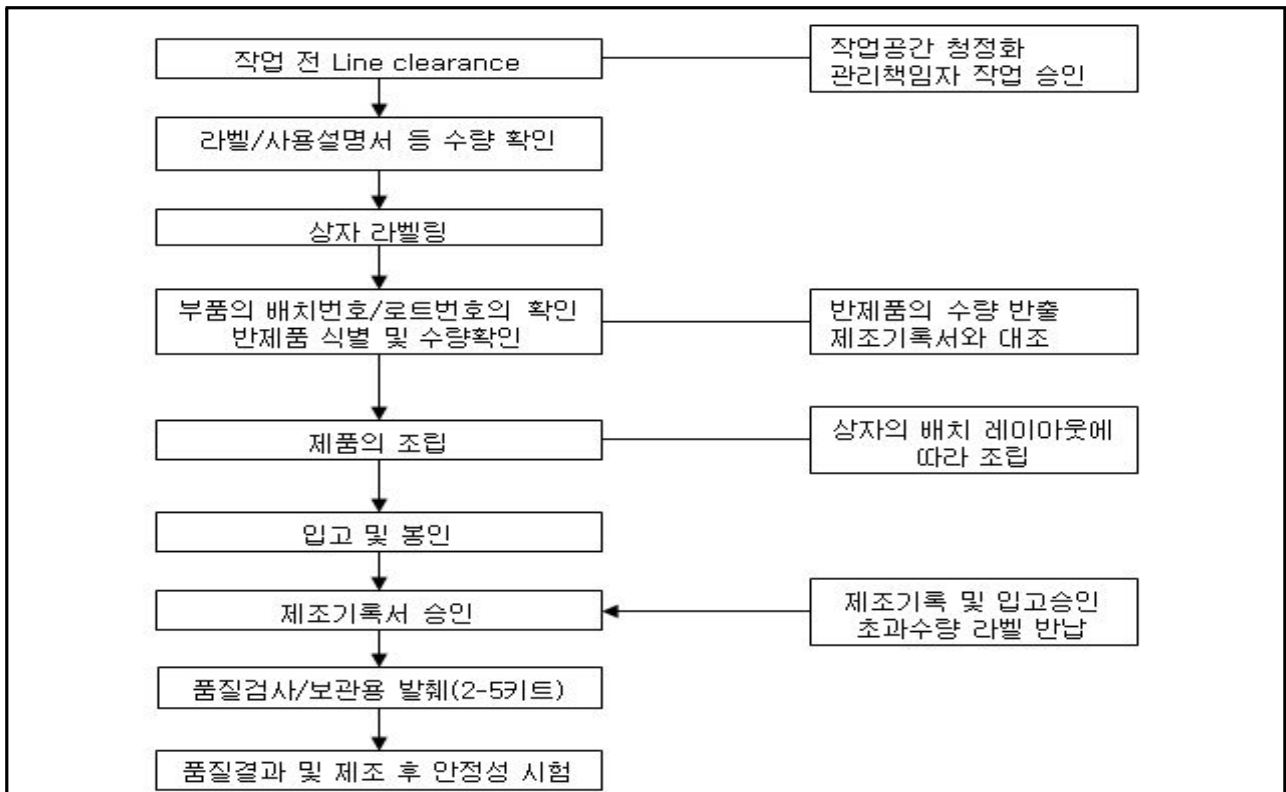 작업 전 Line clearance
작업공간 청정화
관리책임자 작업 승인
라벨/사용설명서 등 수량 확인
상자 라벨링
부품의 배치번호/로트번호의 확인
반제품 식별 및 수량확인
반제품의 수량 반출
제조기록서와 대조
제품의 조립
상자의 배치 레이아웃에
따라 조립
입고 및 봉인
제조기록서 승인
제조기록 및 입고승인
초과수량 라벨 반납
품질검사/보관용 발췌(2-5키트)
품질결과 및 제조 후 안정성 시험